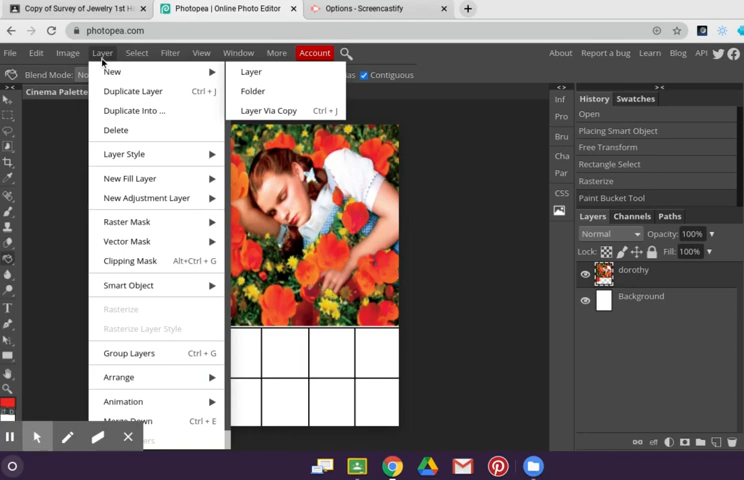 Copy of Survey of Jewelry 1st H
Photopea | Online Photo Editor
Options - Screencastify
photopea.com
File Edit Image Layer Select Filter View Window More Account
About Report a bug Learn Blog API
Blend Mode: No
Contiguous
Cinema Palette
New
Duplicate Layer Ctrl + J
Duplicate Into ...
Delete
Layer Style
New Fill Layer
New Adjustment Layer
Raster Mask
Vector Mask
Clipping Mask Alt+Ctrl + G
Smart Object
Rasterize
Rasterize Layer Style
Group Layers Ctrl + G
Arrange
Animation
Merge Down Ctrl + E
Layer
Folder
Layer Via Copy Ctrl + J
Inf
Pro
Bru
Cha
Par
CSS
History Swatches
Open
Placing Smart Object
Free Transform
Rectangle Select
Rasterize
Paint Bucket Tool
Layers Channels Paths
Normal Opacity: 100%
Lock: Fill: 100%
dorothy
Background
eff